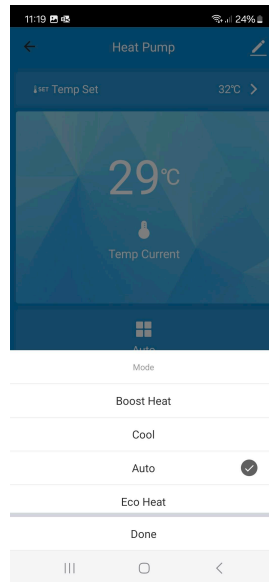 11:19 24%
Heat Pump
SET Temp Set 32℃
29℃
Temp Current
Auto
Mode
Boost Heat
Cool
Auto
Eco Heat
Done